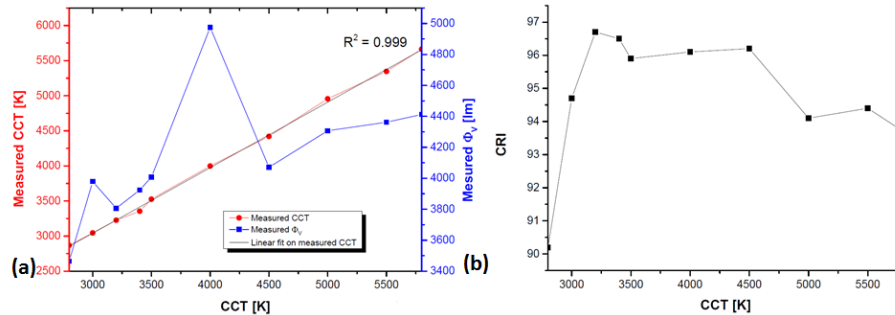 R² = 0.999
Measured CCT [K]
6000
5500
5000
4500
4000
3500
3000
2500
5000
4800
4600
4400
4200
4000
3800
3600
3400
Mesured Φv [lm]
Measured CCT
Measured Φv
Linear fit on measured CCT
3000 3500 4000 4500 5000 5500
CCT [K]
(a)
(b)
CRI
97
96
95
94
93
92
91
90
3000 3500 4000 4500 5000 5500
CCT [K]